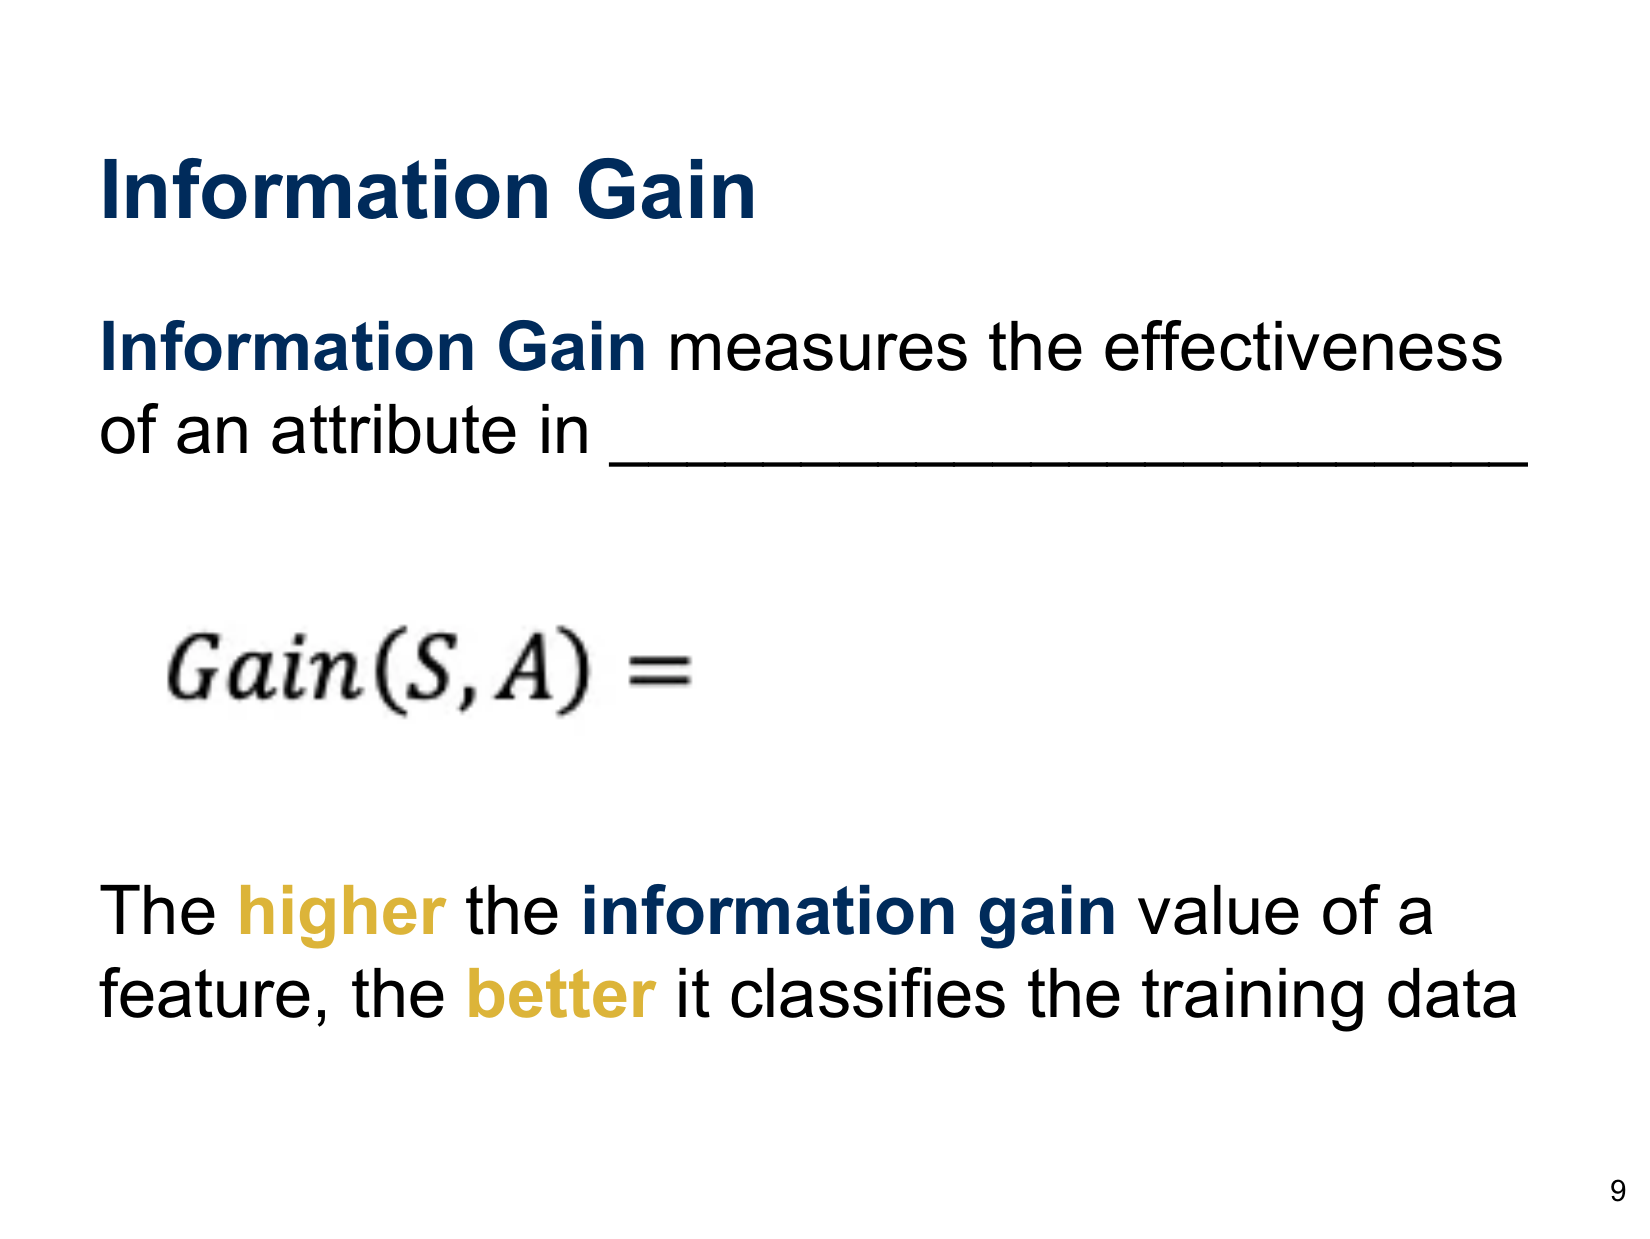 Information Gain
Information Gain measures the effectiveness
of an attribute in ________________________
Gain(S, A) =
The higher the information gain value of a
feature, the better it classifies the training data
9